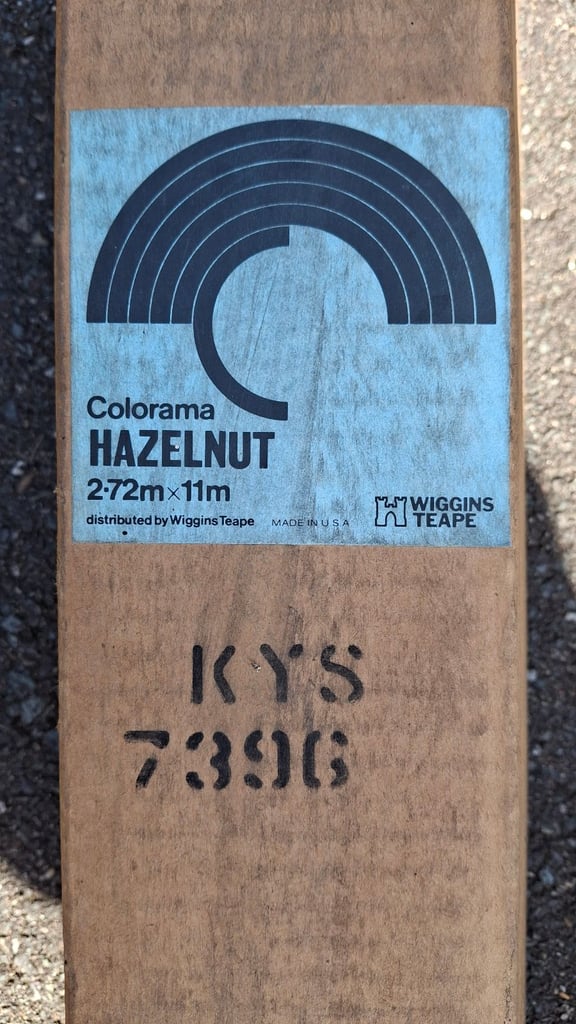 Colorama
HAZELNUT
2·72m×11m
distributed by Wiggins Teape MADE IN U S A
WIGGINS
TEAPE
KYS
7396